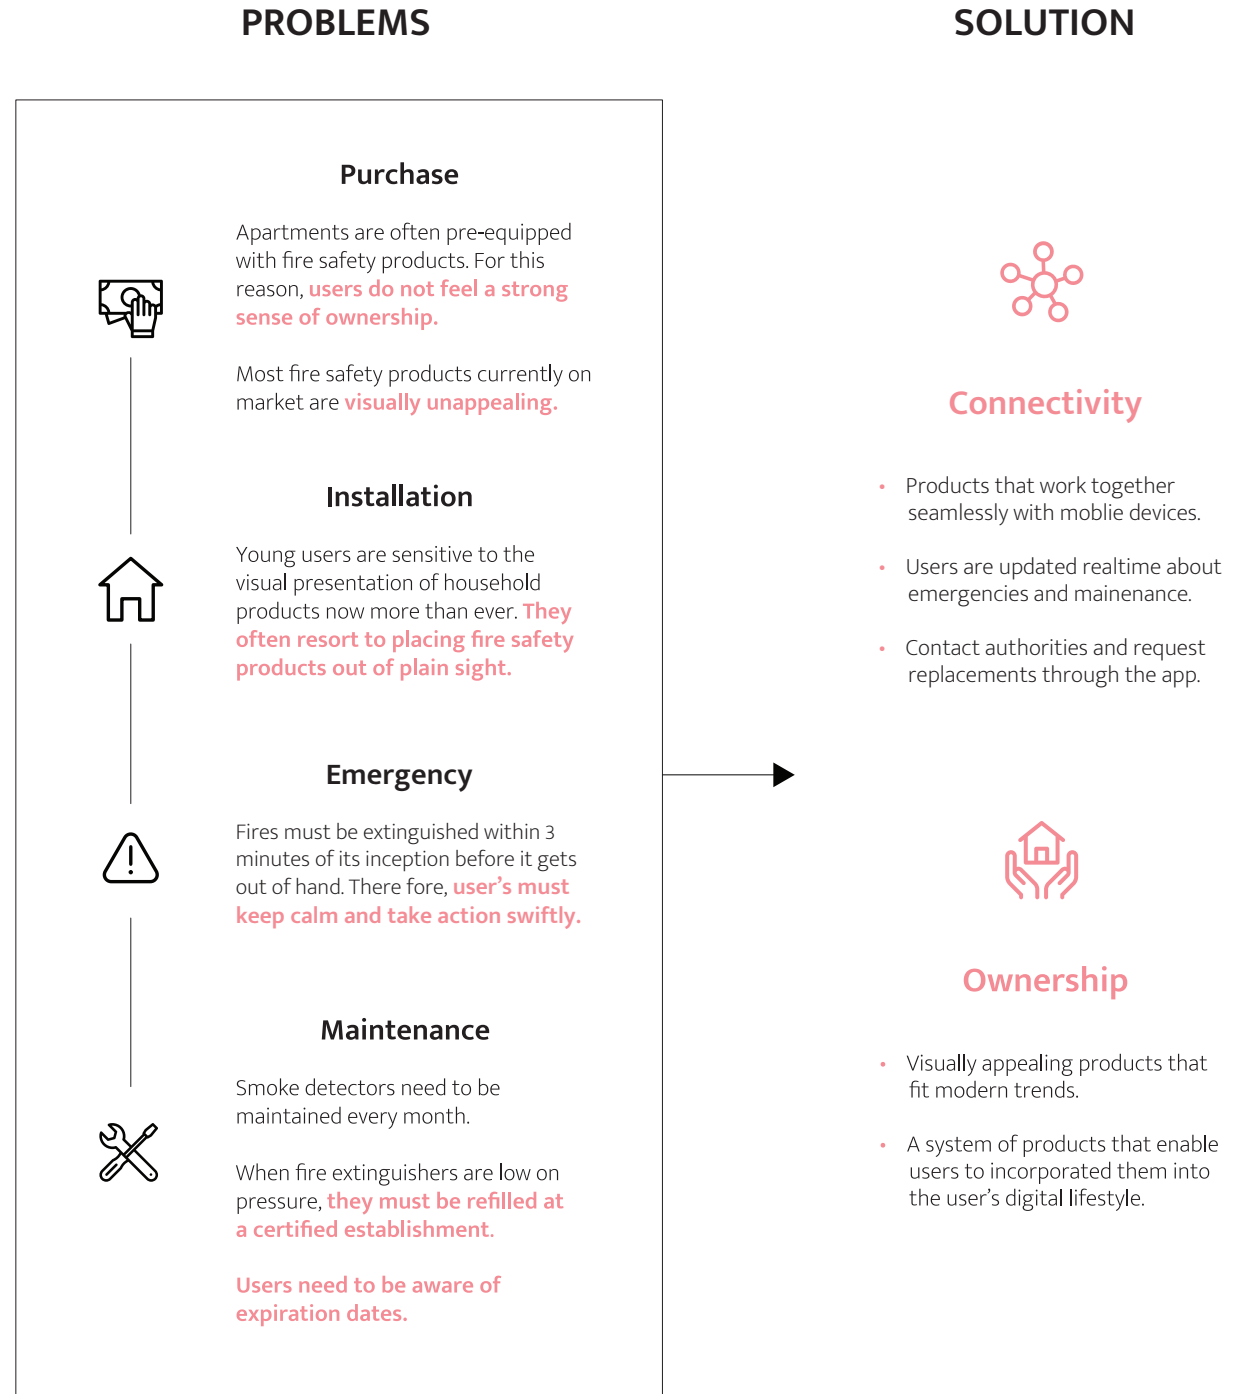 PROBLEMS
Purchase
Apartments are often pre-equipped
with fire safety products. For this
reason, users do not feel a strong
sense of ownership.
Most fire safety products currently on
market are visually unappealing.
Installation
Young users are sensitive to the
visual presentation of household
products now more than ever. They
often resort to placing fire safety
products out of plain sight.
Emergency
Fires must be extinguished within 3
minutes of its inception before it gets
out of hand. There fore, user's must
keep calm and take action swiftly.
Maintenance
Smoke detectors need to be
maintained every month.
When fire extinguishers are low on
pressure, they must be refilled at
a certified establishment.
Users need to be aware of
expiration dates.
SOLUTION
Connectivity
• Products that work together
seamlessly with moblie devices.
• Users are updated realtime about
emergencies and mainenance.
• Contact authorities and request
replacements through the app.
Ownership
• Visually appealing products that
fit modern trends.
• A system of products that enable
users to incorporated them into
the user's digital lifestyle.